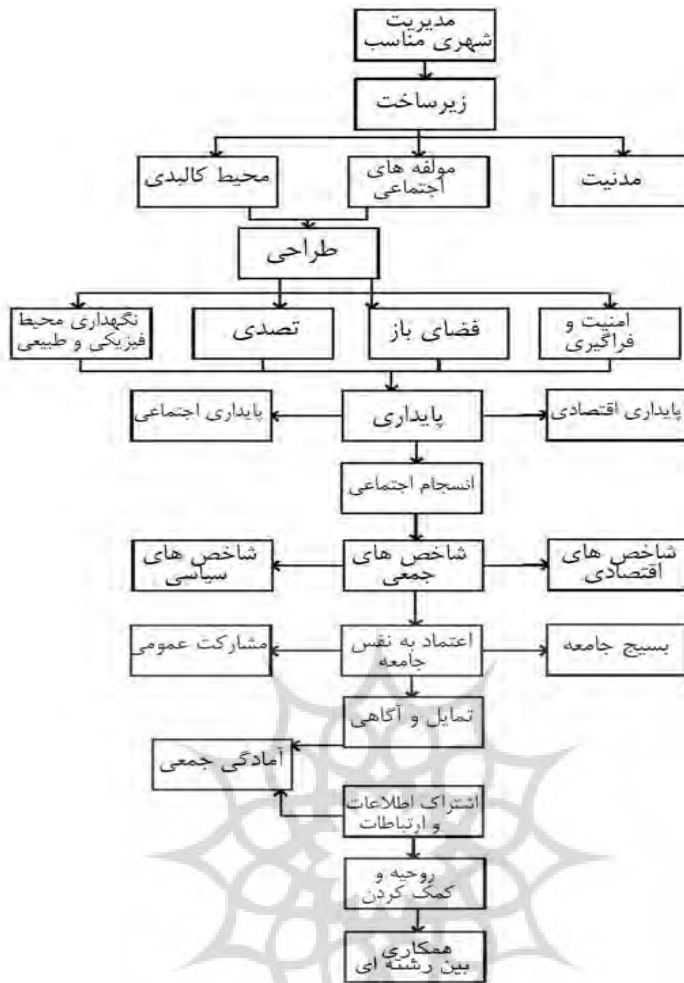 مدیریت
شهری مناسب
زیرساخت
مدنیت
مولفه های
اجتماعی
محیط کالبدی
طراحی
امنیت و
فراگیری
فضای باز
تصدی
نگهداری محیط
فیزیکی و طبیعی
پایداری اقتصادی
پایداری
پایداری اجتماعی
انسجام اجتماعی
شاخص های
اقتصادی
شاخص های
جمعی
شاخص های
سیاسی
بسیج جامعه
اعتماد به نفس
جامعه
مشارکت عمومی
تمایل و آگاهی
آمادگی جمعی
اشتراک اطلاعات
و ارتباطات
روحیه و
کمک کردن
همکاری
بین رشته ای